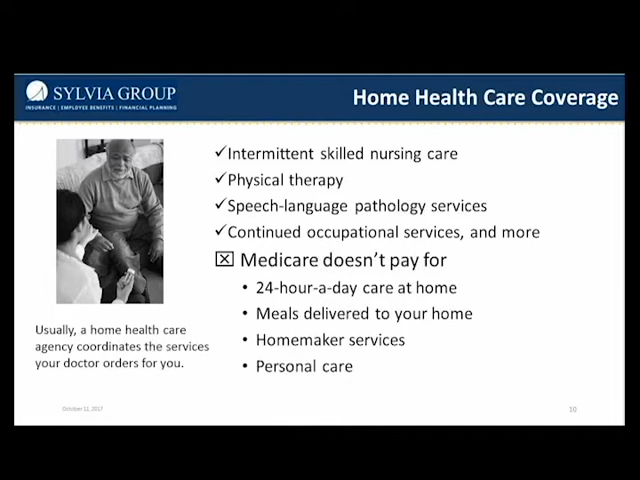 SYLVIA GROUP
INSURANCE | EMPLOYEE BENEFITS | FINANCIAL PLANNING
Home Health Care Coverage
✓Intermittent skilled nursing care
✓Physical therapy
✓Speech-language pathology services
✓Continued occupational services, and more
☒ Medicare doesn't pay for
• 24-hour-a-day care at home
• Meals delivered to your home
• Homemaker services
• Personal care
Usually, a home health care
agency coordinates the services
your doctor orders for you.
October 11, 2017
10